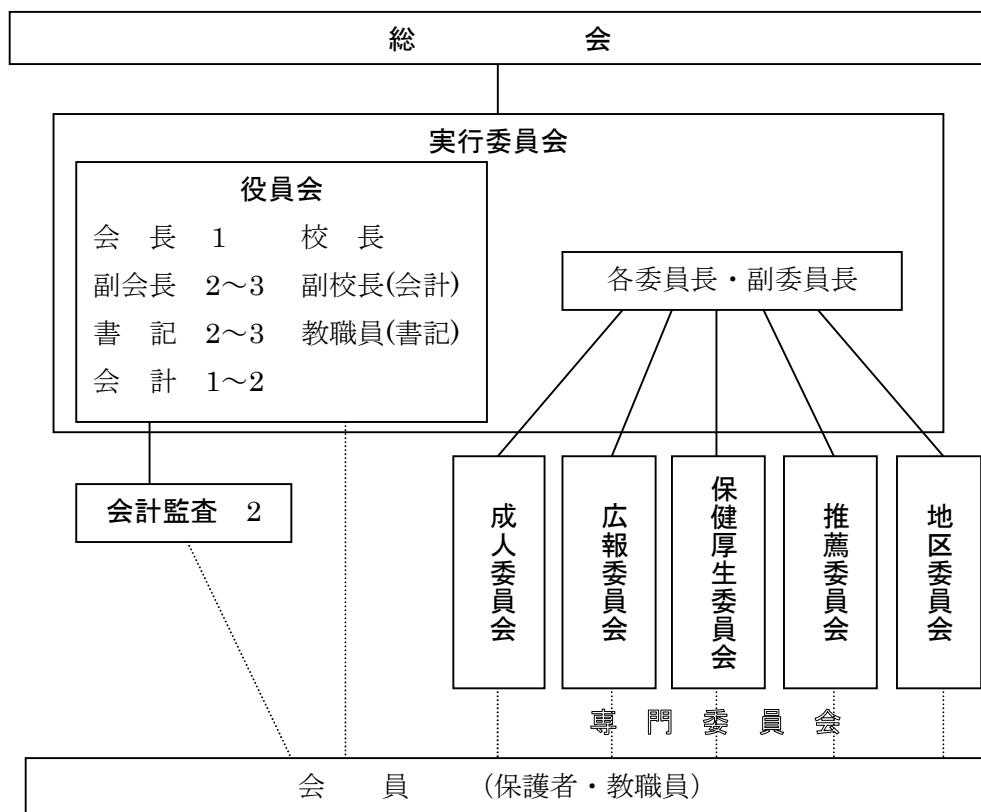 総　会
実行委員会
役員会
会　長　1　校　長
副会長　2～3　副校長(会計)
書　記　2～3　教職員(書記)
会　計　1～2
各委員長・副委員長
会計監査　2
成人委員会
広報委員会
保健厚生委員会
推薦委員会
地区委員会
専　門　委　員　会
会　員　(保護者・教職員)